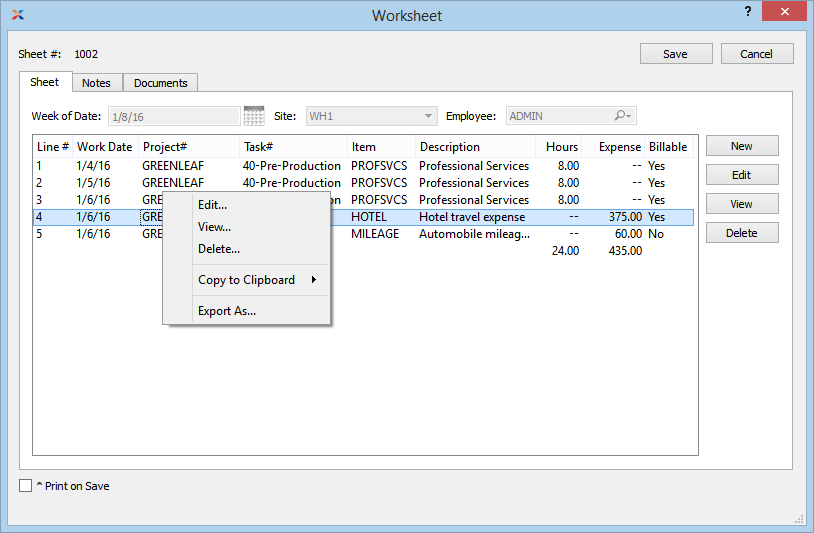 Worksheet ?
Sheet #: 1002 Save Cancel
Sheet Notes Documents
Week of Date: 1/8/16 Site: WH1 Employee: ADMIN
Line # Work Date Project# Task# Item Description Hours Expense Billable New
1 1/4/16 GREENLEAF 40-Pre-Production PROFSVCS Professional Services 8.00 -- Yes
2 1/5/16 GREENLEAF 40-Pre-Production PROFSVCS Professional Services 8.00 -- Yes Edit
3 1/6/16 GRE -Production PROFSVCS Professional Services 8.00 -- Yes
Edit... View
4 1/6/16 GRE HOTEL Hotel travel expense -- 375.00 Yes
View...
5 1/6/16 GRE MILEAGE Automobile mileag... -- 60.00 No Delete
Delete... 24.00 435.00
Copy to Clipboard
Export As...
^ Print on Save